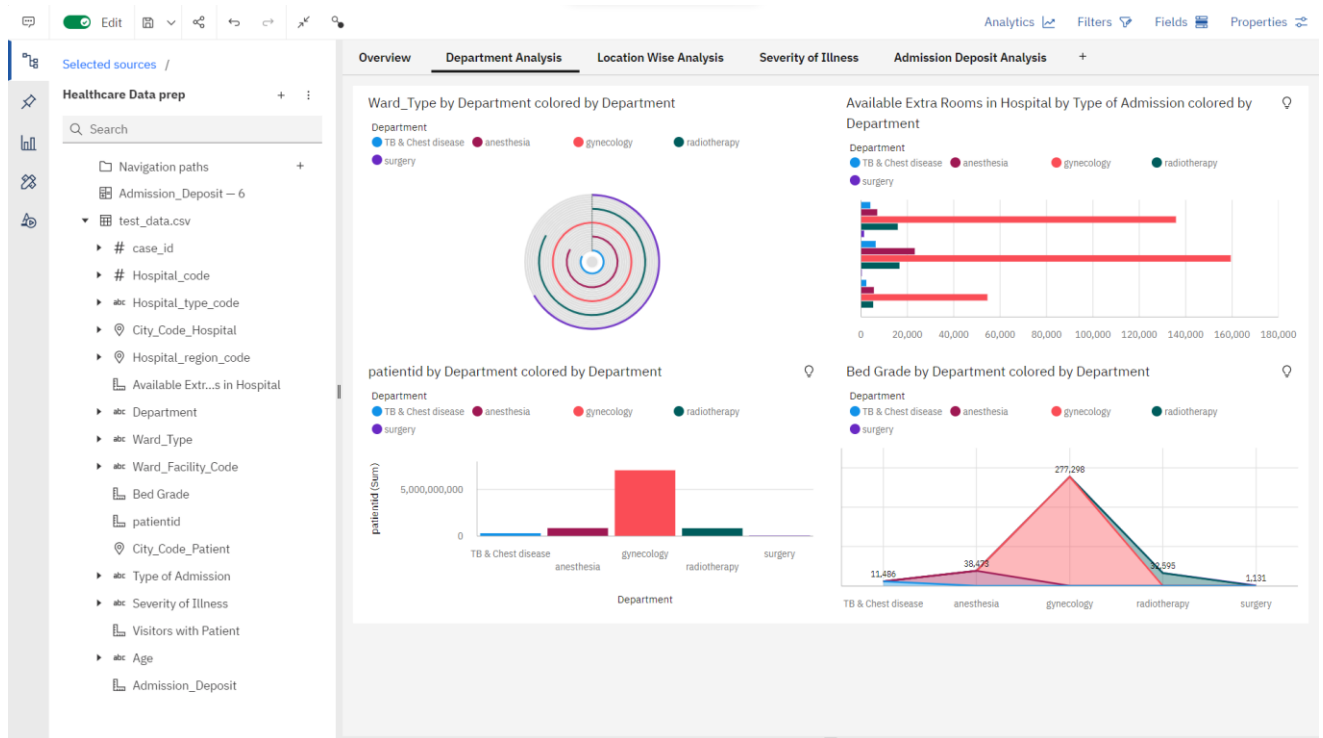 Edit
Analytics Filters Fields Properties
Selected sources /
Healthcare Data prep + ⋮
Search
Navigation paths +
Admission_Deposit — 6
test_data.csv
# case_id
# Hospital_code
abc Hospital_type_code
City_Code_Hospital
Hospital_region_code
Available Extr...s in Hospital
abc Department
abc Ward_Type
abc Ward_Facility_Code
Bed Grade
patientid
City_Code_Patient
abc Type of Admission
abc Severity of Illness
Visitors with Patient
abc Age
Admission_Deposit
Overview Department Analysis Location Wise Analysis Severity of Illness Admission Deposit Analysis +
Ward_Type by Department colored by Department
Department
TB & Chest disease anesthesia gynecology radiotherapy
surgery
Available Extra Rooms in Hospital by Type of Admission colored by
Department
Department
TB & Chest disease anesthesia gynecology radiotherapy
surgery
0 20,000 40,000 60,000 80,000 100,000 120,000 140,000 160,000 180,000
patientid by Department colored by Department
Department
TB & Chest disease anesthesia gynecology radiotherapy
surgery
patientid (Sum)
5,000,000,000
0
TB & Chest disease gynecology surgery
anesthesia radiotherapy
Department
Bed Grade by Department colored by Department
Department
TB & Chest disease anesthesia gynecology radiotherapy
surgery
277,298
38,473
32,595
11,486
1,131
TB & Chest disease anesthesia gynecology radiotherapy surgery